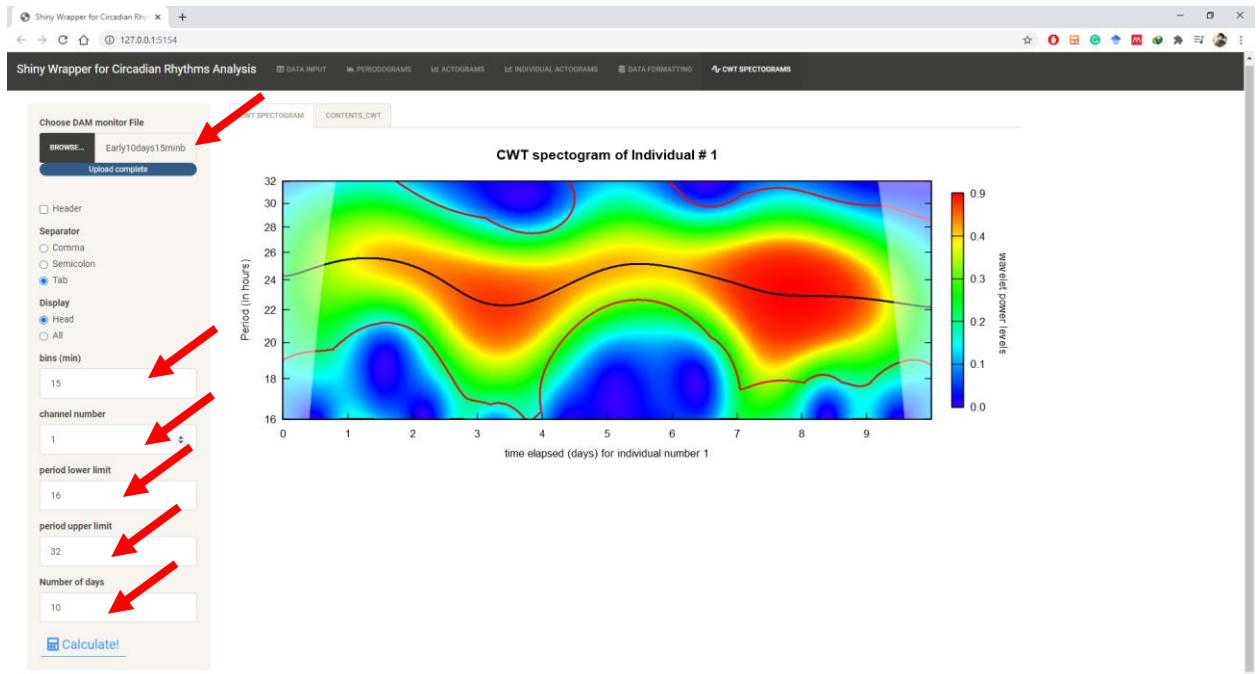 Shiny Wrapper for Circadian Rhy
127.0.0.1:5154
Shiny Wrapper for Circadian Rhythms Analysis DATA INPUT PERIODOGRAMS ACTOGRAMS INDIVIDUAL ACTOGRAMS DATA FORMATTING CWT SPECTOGRAMS
Choose DAM monitor File
BROWSE... Early10days15minb
Upload complete
Header
Separator
Comma
Semicolon
Tab
Display
Head
All
bins (min)
15
channel number
1
period lower limit
16
period upper limit
32
Number of days
10
Calculate!
CWT SPECTOGRAM CONTENTS_CWT
CWT spectogram of Individual # 1
Period (in hours)
32
30
28
26
24
22
20
18
16
0 1 2 3 4 5 6 7 8 9
time elapsed (days) for individual number 1
0.9
0.4
0.3
0.2
0.1
0.0
wavelet power levels